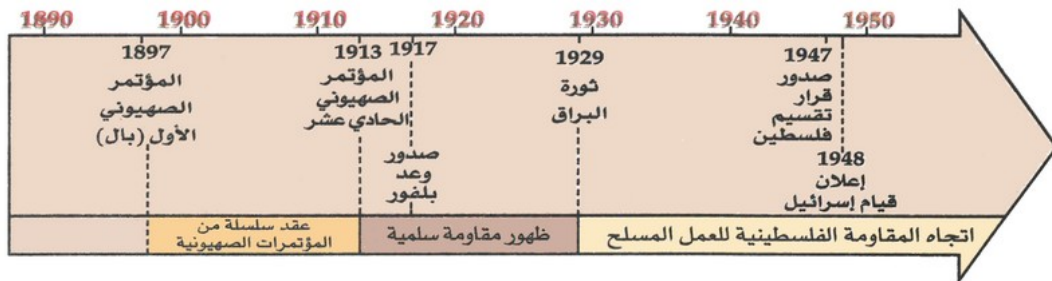 1890 1900 1910 1920 1930 1940 1950
1897
المؤتمر
الصهيوني
الأول (بال)
1913
المؤتمر
الصهيوني
الحادي عشر
1917
صدور
وعد
بلفور
1929
ثورة
البراق
1947
صدور
قرار
تقسيم
فلسطين
1948
إعلان
قيام إسرائيل
عقد سلسلة من
المؤتمرات الصهيونية
ظهور مقاومة سلمية
اتجاه المقاومة الفلسطينية للعمل المسلح